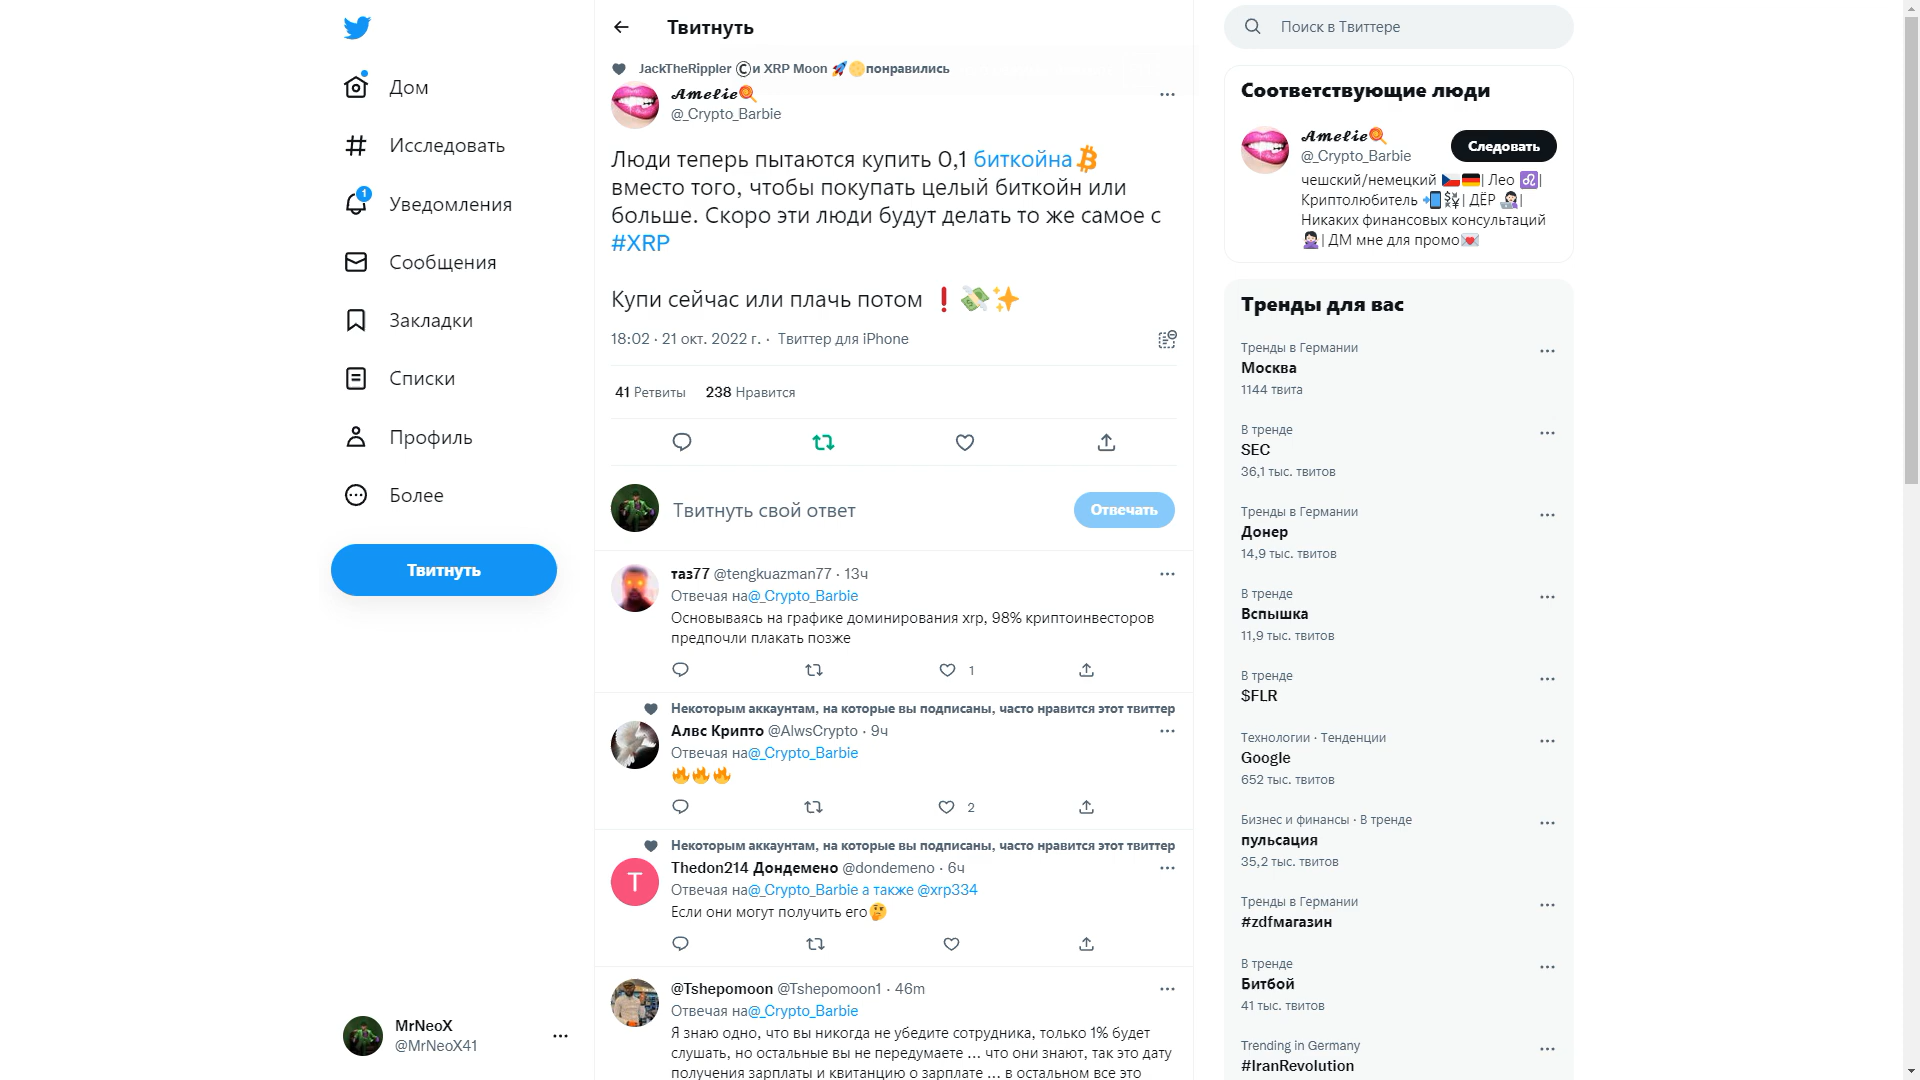 Дом
Исследовать
1
Уведомления
Сообщения
Закладки
Списки
Профиль
Более
Твитнуть
MrNeoX
@MrNeoX41
Твитнуть
JackTheRippler ©️и XRP Moon 🚀🌕понравились
𝓐𝓶𝓮𝓵𝓲𝓮🍭
@_Crypto_Barbie
Люди теперь пытаются купить 0,1 биткойна
вместо того, чтобы покупать целый биткойн или
больше. Скоро эти люди будут делать то же самое с
#XRP
Купи сейчас или плачь потом ❗💸✨
18:02 · 21 окт. 2022 г. · Твиттер для iPhone
41 Ретвиты 238 Нравится
Твитнуть свой ответ
Отвечать
таз77 @tengkuazman77 · 13ч
Отвечая на@_Crypto_Barbie
Основываясь на графике доминирования xrp, 98% криптоинвесторов
предпочли плакать позже
1
Некоторым аккаунтам, на которые вы подписаны, часто нравится этот твиттер
Алвс Крипто @AlwsCrypto · 9ч
Отвечая на@_Crypto_Barbie
🔥🔥🔥
2
Некоторым аккаунтам, на которые вы подписаны, часто нравится этот твиттер
T
Thedon214 Дондемено @dondemeno · 6ч
Отвечая на@_Crypto_Barbie а также @xrp334
Если они могут получить его🤔
@Tshepomoon @Tshepomoon1 · 46m
Отвечая на@_Crypto_Barbie
Я знаю одно, что вы никогда не убедите сотрудника, только 1% будет
слушать, но остальные вы не передумаете ... что они знают, так это дату
получения зарплаты и квитанцию о зарплате ... в остальном все это
Поиск в Твиттере
Соответствующие люди
𝓐𝓶𝓮𝓵𝓲𝓮🍭
@_Crypto_Barbie
Следовать
чешский/немецкий 🇨🇿🇩🇪| Лео ♌|
Криптолюбитель 📲💱| ДЁР 👩🏻‍💻|
Никаких финансовых консультаций
🙅🏻‍♀️| ДМ мне для промо💌
Тренды для вас
Тренды в Германии
Москва
1144 твита
В тренде
SEC
36,1 тыс. твитов
Тренды в Германии
Донер
14,9 тыс. твитов
В тренде
Вспышка
11,9 тыс. твитов
В тренде
$FLR
Технологии · Тенденции
Google
652 тыс. твитов
Бизнес и финансы · В тренде
пульсация
35,2 тыс. твитов
Тренды в Германии
#zdfмагазин
В тренде
Битбой
41 тыс. твитов
Trending in Germany
#IranRevolution